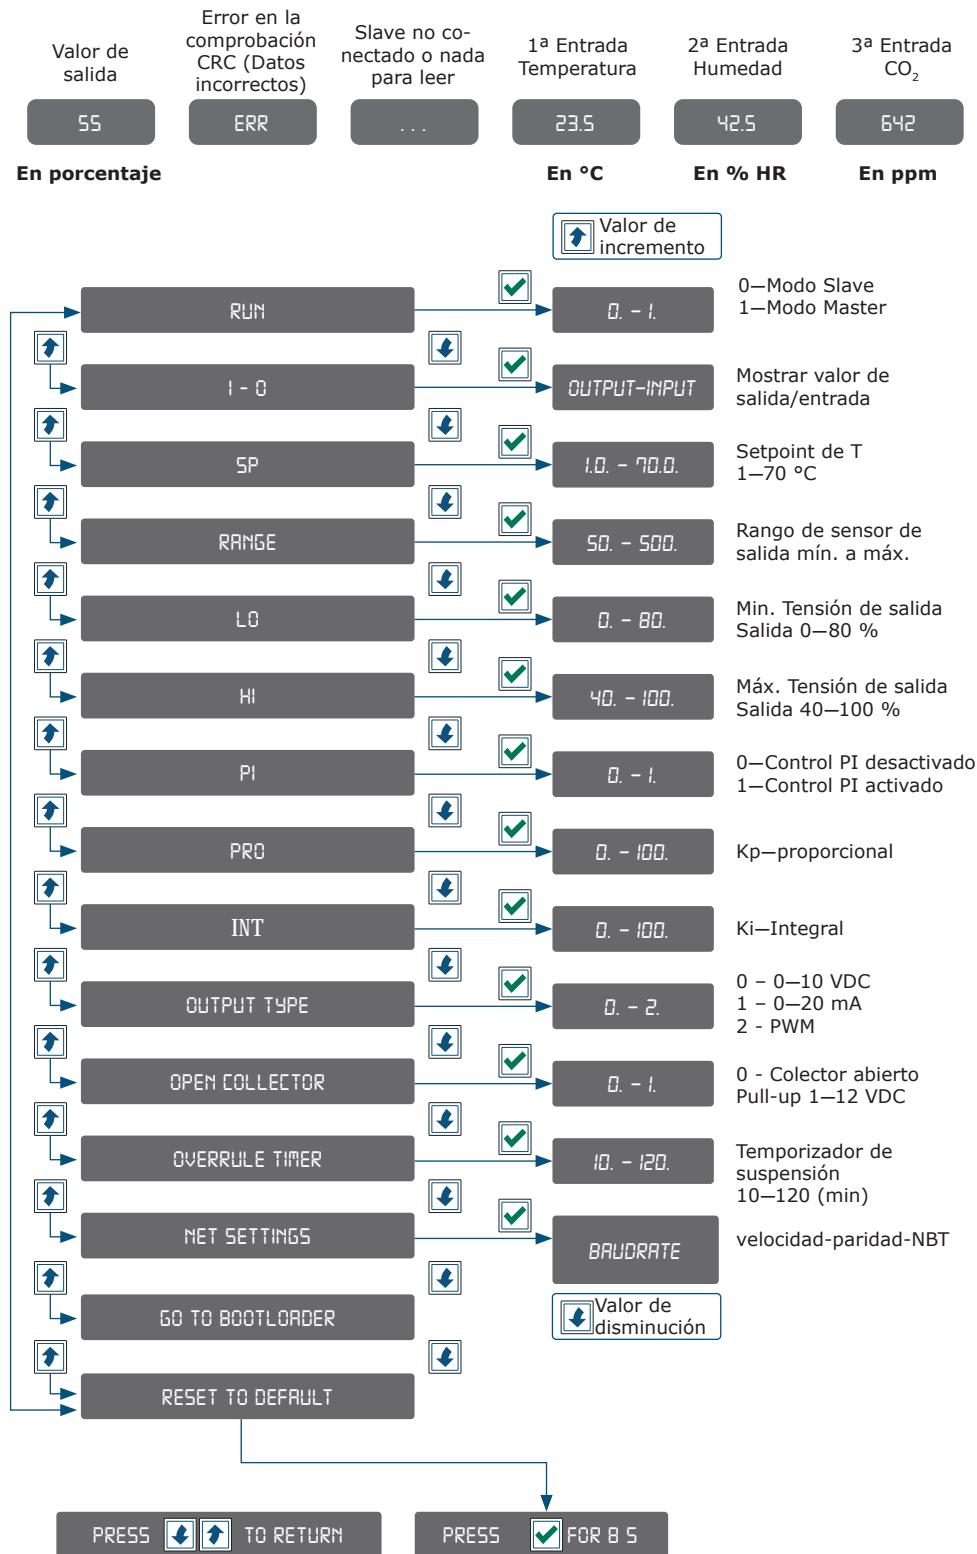 Valor de
salida
Error en la
comprobación
CRC (Datos
incorrectos)
Slave no co-
nectado o nada
para leer
1ª Entrada
Temperatura
2ª Entrada
Humedad
3ª Entrada
CO₂
55
ERR
...
23.5
42.5
642
En porcentaje
En °C
En % HR
En ppm
Valor de
incremento
RUN
0. – 1.
0—Modo Slave
1—Modo Master
I - O
OUTPUT-INPUT
Mostrar valor de
salida/entrada
SP
1.0. – 70.0.
Setpoint de T
1—70 °C
RANGE
50. – 500.
Rango de sensor de
salida mín. a máx.
LO
0. – 80.
Min. Tensión de salida
Salida 0—80 %
HI
40. – 100.
Máx. Tensión de salida
Salida 40—100 %
PI
0. – 1.
0—Control PI desactivado
1—Control PI activado
PRO
0. – 100.
Kp—proporcional
INT
0. – 100.
Ki—Integral
OUTPUT TYPE
0. – 2.
0 – 0—10 VDC
1 – 0—20 mA
2 - PWM
OPEN COLLECTOR
0. – 1.
0 - Colector abierto
Pull-up 1—12 VDC
OVERRULE TIMER
10. – 120.
Temporizador de
suspensión
10—120 (min)
NET SETTINGS
BAUDRATE
velocidad-paridad-NBT
GO TO BOOTLOADER
Valor de
disminución
RESET TO DEFAULT
PRESS TO RETURN
PRESS FOR 8 S